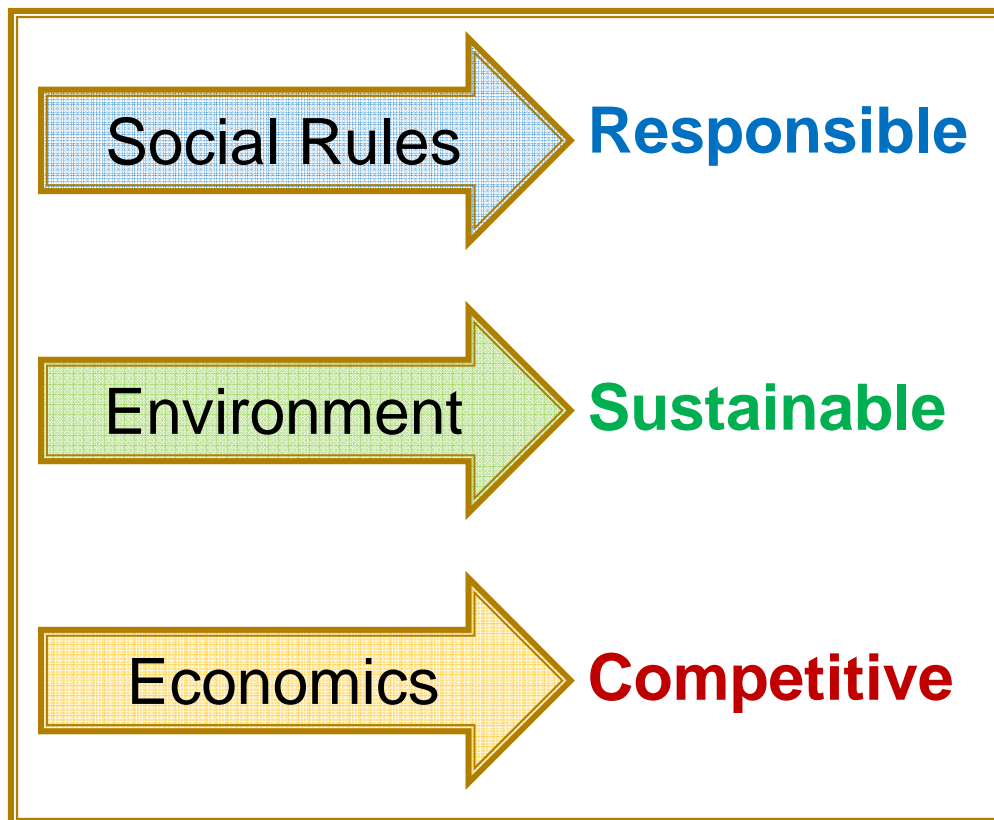 Social Rules
Responsible
Environment
Sustainable
Economics
Competitive